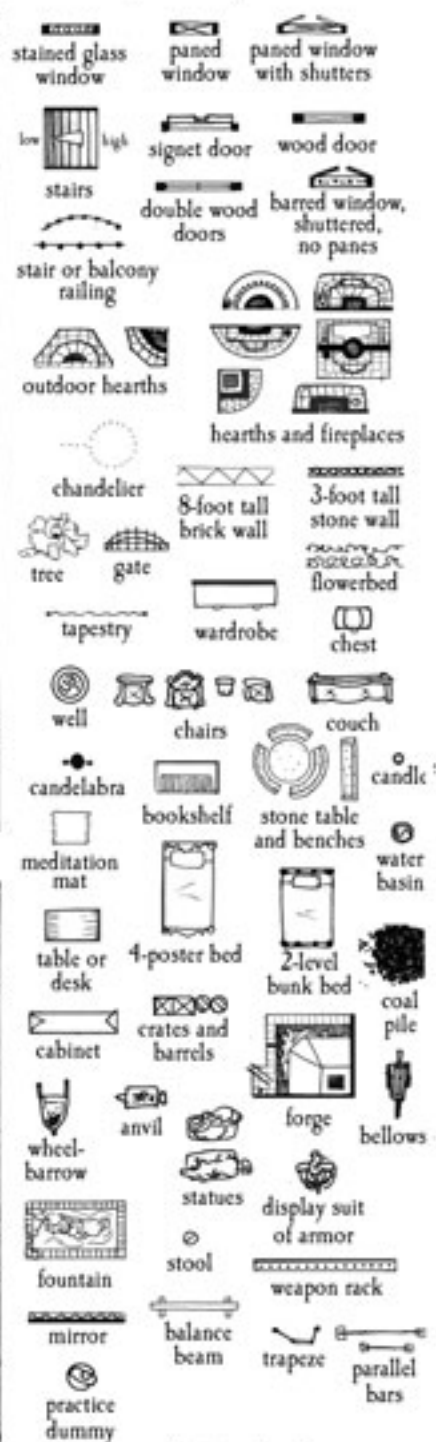 stained glass
window
paned
window
paned window
with shutters
low
high
stairs
signet door
wood door
double wood
doors
barred window,
shuttered,
no panes
stair or balcony
railing
outdoor hearths
hearths and fireplaces
chandelier
8-foot tall
brick wall
3-foot tall
stone wall
tree
gate
flowerbed
tapestry
wardrobe
chest
well
chairs
couch
candelabra
bookshelf
stone table
and benches
candle
meditation
mat
water
basin
table or
desk
4-poster bed
2-level
bunk bed
coal
pile
cabinet
crates and
barrels
forge
bellows
wheel-
barrow
anvil
statues
display suit
of armor
fountain
stool
weapon rack
mirror
balance
beam
trapeze
parallel
bars
practice
dummy